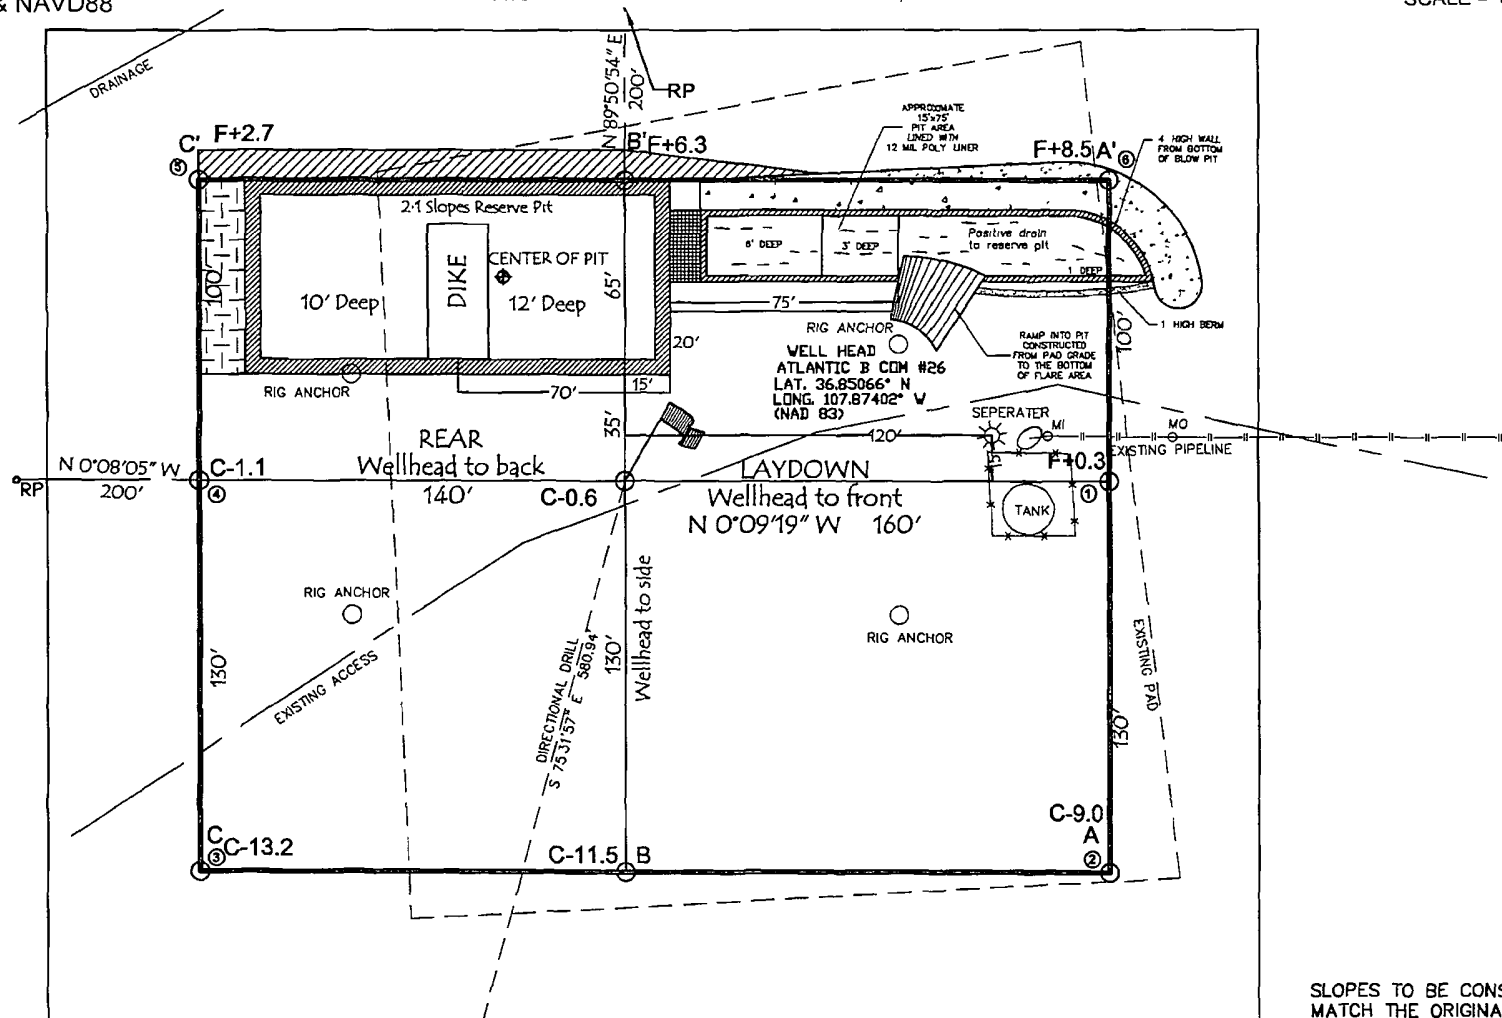 & NAVD88
DRAINAGE
N 89°50'54" E
200'
RP
C' F+2.7
⑤
B' F+6.3
APPROXIMATE
15'x75'
PIT AREA
LINED WITH
12 MIL POLY LINER
F+8.5 A'
⑥
4 HIGH WALL
FROM BOTTOM
OF BLOW PIT
2:1 Slopes Reserve Pit
100'
10' Deep
DIKE
CENTER OF PIT
12' Deep
65'
6' DEEP
3' DEEP
Positive drain
to reserve pit
1 DEEP
75'
20'
RIG ANCHOR
1 HIGH BERM
100'
RAMP INTO PIT
CONSTRUCTED
FROM PAD GRADE
TO THE BOTTOM
OF FLARE AREA
WELL HEAD
ATLANTIC B COM #26
LAT. 36.85066° N
LONG. 107.87402° W
(NAD 83)
RIG ANCHOR
70'
15'
35'
SEPERATER
MI
MO
120'
EXISTING PIPELINE
15'
REAR
Wellhead to back
140'
LAYDOWN
Wellhead to front
N 0°09'19" W 160'
N 0°08'05" W
RP
200'
C-1.1
④
C-0.6
F+0.3
①
TANK
RIG ANCHOR
RIG ANCHOR
EXISTING ACCESS
130'
DIRECTIONAL DRILL
S 75°31'57" E 580.94'
130'
Wellhead to side
EXISTING PAD
130'
C
③ C-13.2
C-11.5 B
C-9.0
A
②
SLOPES TO BE CONS
MATCH THE ORIGINA